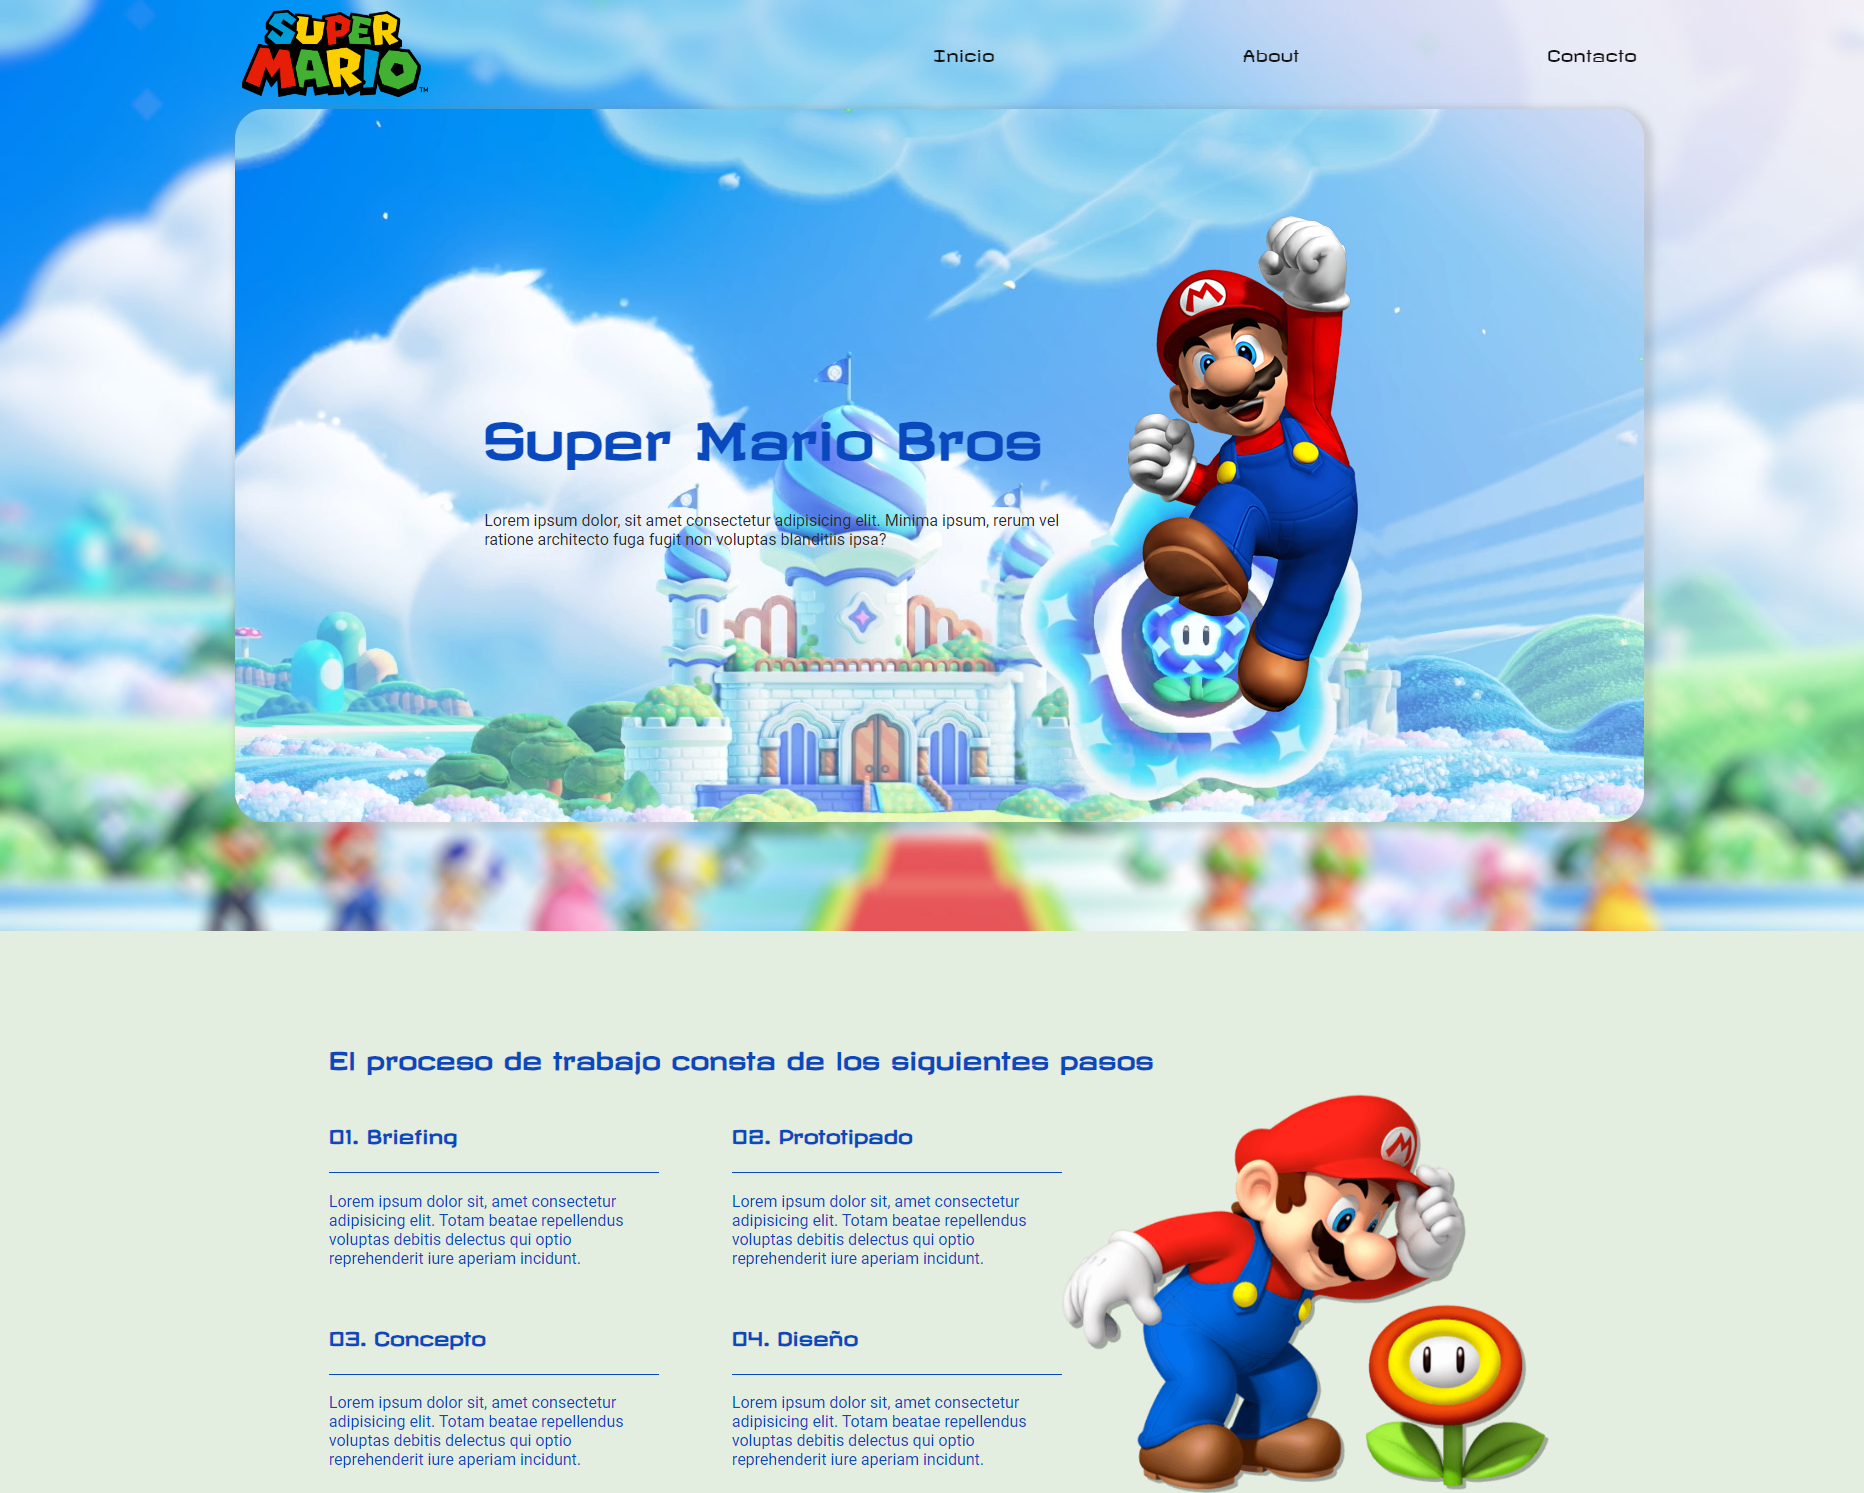 SUPER
MARIO
TM
Inicio
About
Contacto
M
Super Mario Bros
Lorem ipsum dolor, sit amet consectetur adipisicing elit. Minima ipsum, rerum vel
ratione architecto fuga fugit non voluptas blanditiis ipsa?
El proceso de trabajo consta de los siguientes pasos
01. Briefing
Lorem ipsum dolor sit, amet consectetur
adipisicing elit. Totam beatae repellendus
voluptas debitis delectus qui optio
reprehenderit iure aperiam incidunt.
02. Prototipado
Lorem ipsum dolor sit, amet consectetur
adipisicing elit. Totam beatae repellendus
voluptas debitis delectus qui optio
reprehenderit iure aperiam incidunt.
M
03. Concepto
Lorem ipsum dolor sit, amet consectetur
adipisicing elit. Totam beatae repellendus
voluptas debitis delectus qui optio
reprehenderit iure aperiam incidunt.
04. Diseño
Lorem ipsum dolor sit, amet consectetur
adipisicing elit. Totam beatae repellendus
voluptas debitis delectus qui optio
reprehenderit iure aperiam incidunt.